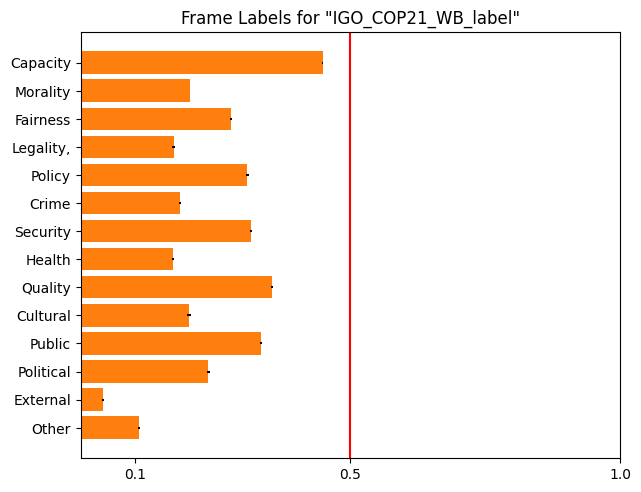 Frame Labels for "IGO_COP21_WB_label"
Capacity
Morality
Fairness
Legality,
Policy
Crime
Security
Health
Quality
Cultural
Public
Political
External
Other
0.1 0.5 1.0